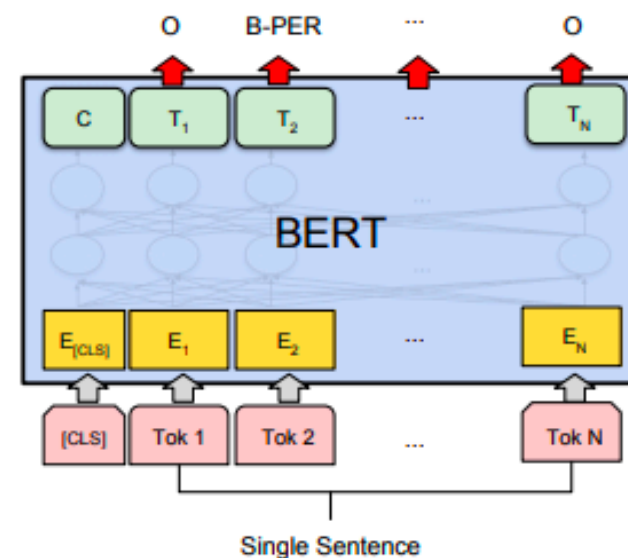 O B-PER ... O
C T1 T2 ... TN
...
BERT
...
E[CLS] E1 E2 ... EN
[CLS] Tok 1 Tok 2 ... Tok N
Single Sentence